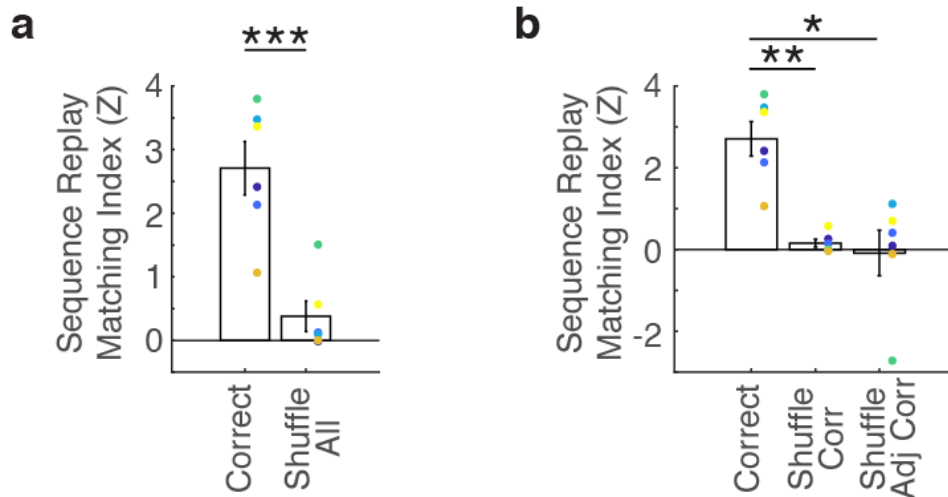 a
***
4
3
2
1
0
Sequence Replay
Matching Index (Z)
Correct
Shuffle
All
b
*
**
4
2
0
-2
Sequence Replay
Matching Index (Z)
Correct
Shuffle
Corr
Shuffle
Adj Corr